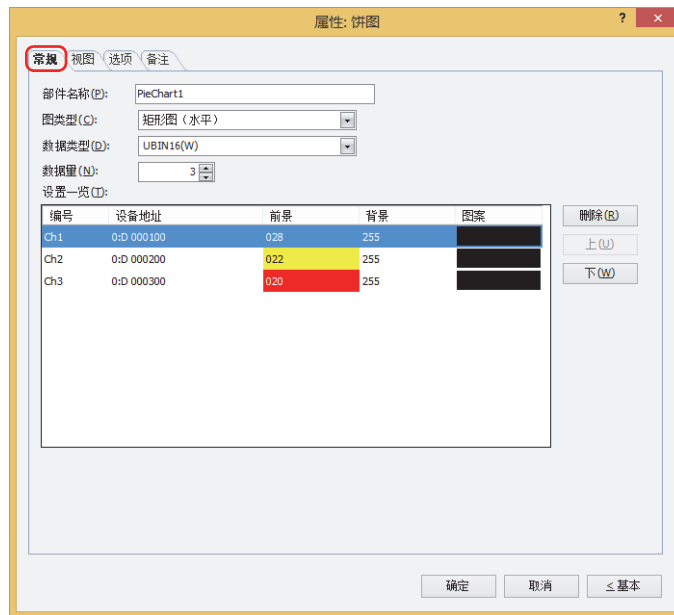 属性: 饼图
? ×
常规 视图 选项 备注
部件名称(P): PieChart1
图类型(C): 矩形图（水平）
数据类型(D): UBIN16(W)
数据量(N): 3
设置一览(T):
编号 设备地址 前景 背景 图案
Ch1 0:D 000100 028 255
Ch2 0:D 000200 022 255
Ch3 0:D 000300 020 255
删除(R)
上(U)
下(W)
确定 取消 ≤基本